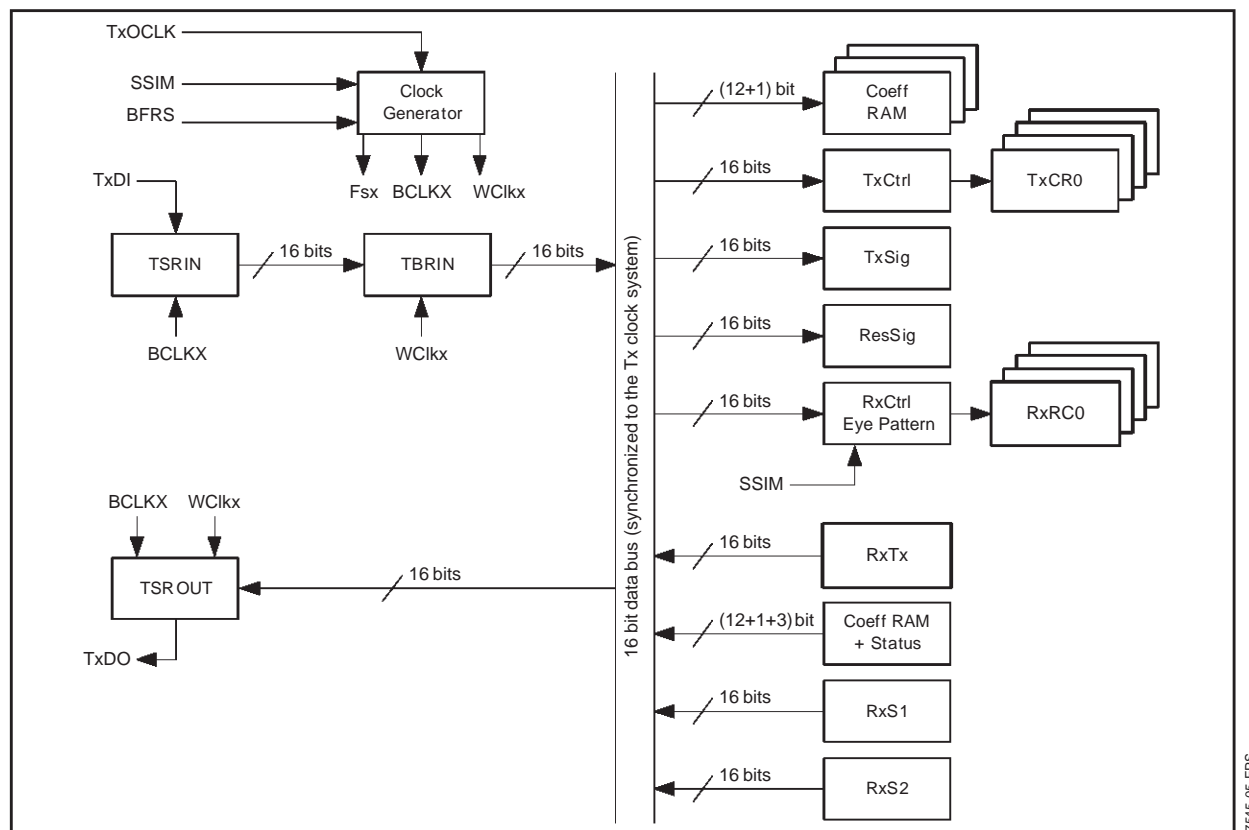 TxOCLK
SSIM
BFRS
Clock
Generator
Fsx
BCLKX
WClkx
TxDI
TSRIN
16 bits
TBRIN
16 bits
BCLKX
WClkx
BCLKX
WClkx
TSR OUT
16 bits
TxDO
16 bit data bus (synchronized to the Tx clock system)
(12+1) bit
Coeff
RAM
16 bits
TxCtrl
TxCR0
16 bits
TxSig
16 bits
ResSig
16 bits
RxCtrl
Eye Pattern
RxRC0
SSIM
16 bits
RxTx
(12+1+3) bit
Coeff RAM
+ Status
16 bits
RxS1
16 bits
RxS2